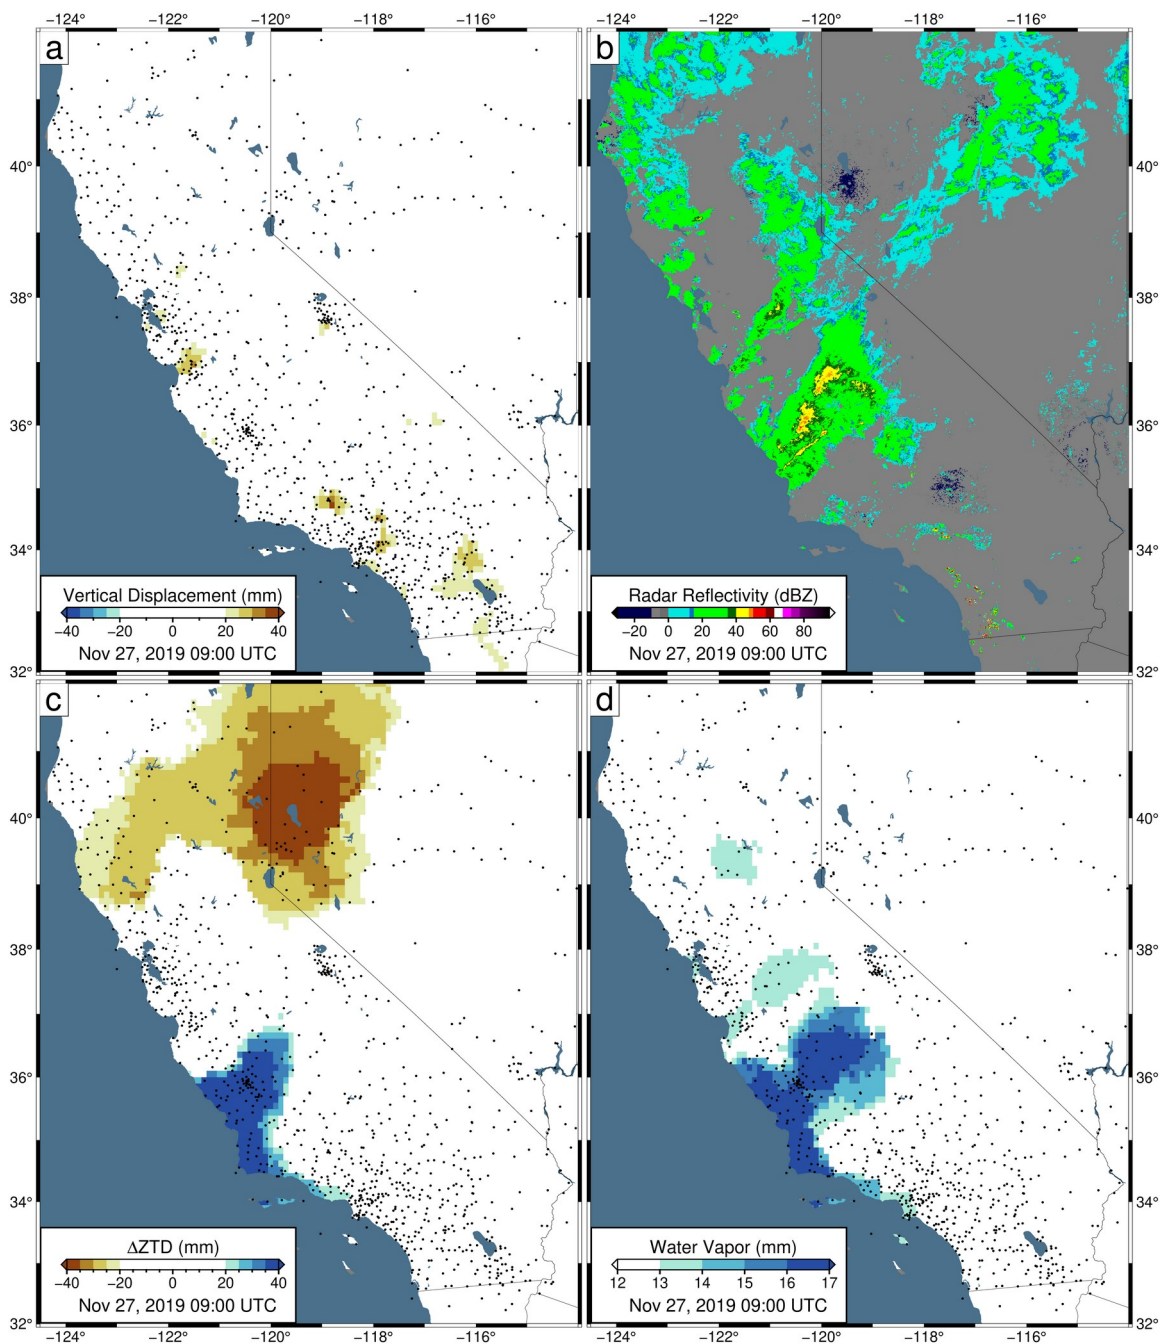 −124° −122° −120° −118° −116°
a
b
40° 40°
38° 38°
36° 36°
34° 34°
32° 32°
Vertical Displacement (mm)
−40 −20 0 20 40
Nov 27, 2019 09:00 UTC
Radar Reflectivity (dBZ)
−20 0 20 40 60 80
Nov 27, 2019 09:00 UTC
−124° −122° −120° −118° −116°
c
d
40° 40°
38° 38°
36° 36°
34° 34°
32° 32°
ΔZTD (mm)
−40 −20 0 20 40
Nov 27, 2019 09:00 UTC
Water Vapor (mm)
12 13 14 15 16 17
Nov 27, 2019 09:00 UTC
−124° −122° −120° −118° −116°
−124° −122° −120° −118° −116°